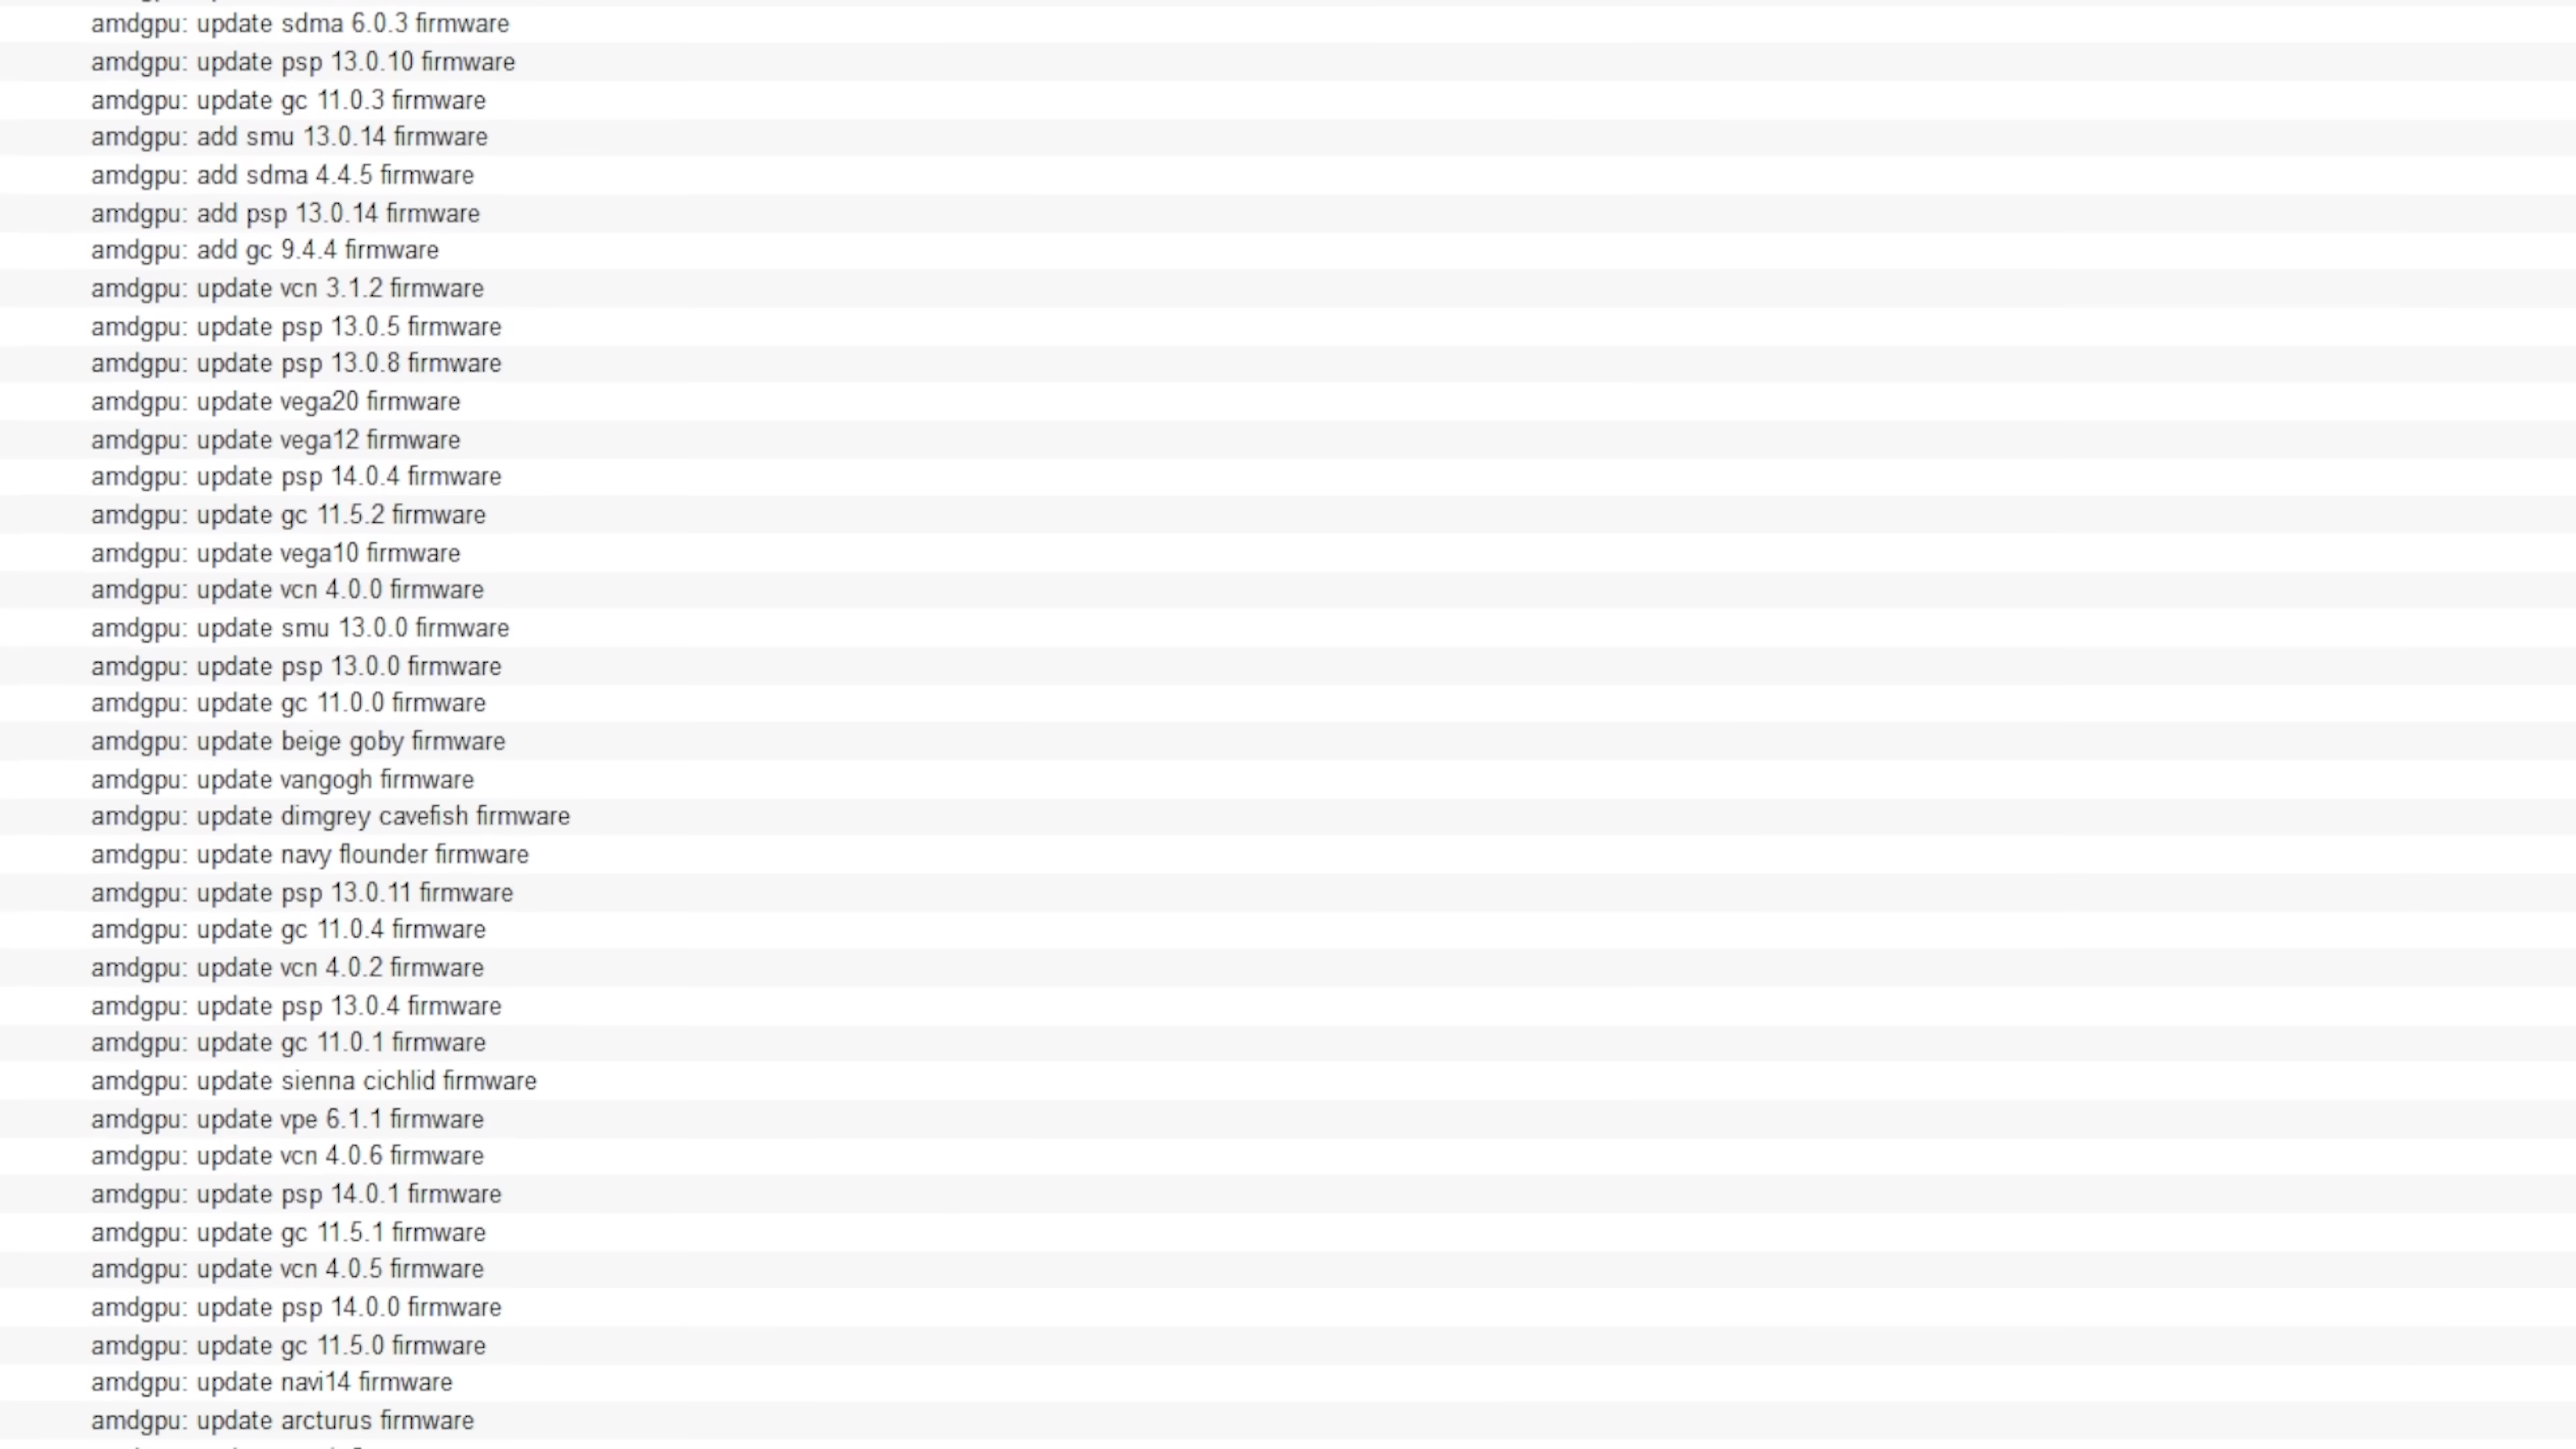 amdgpu: update sdma 6.0.3 firmware
amdgpu: update psp 13.0.10 firmware
amdgpu: update gc 11.0.3 firmware
amdgpu: add smu 13.0.14 firmware
amdgpu: add sdma 4.4.5 firmware
amdgpu: add psp 13.0.14 firmware
amdgpu: add gc 9.4.4 firmware
amdgpu: update vcn 3.1.2 firmware
amdgpu: update psp 13.0.5 firmware
amdgpu: update psp 13.0.8 firmware
amdgpu: update vega20 firmware
amdgpu: update vega12 firmware
amdgpu: update psp 14.0.4 firmware
amdgpu: update gc 11.5.2 firmware
amdgpu: update vega10 firmware
amdgpu: update vcn 4.0.0 firmware
amdgpu: update smu 13.0.0 firmware
amdgpu: update psp 13.0.0 firmware
amdgpu: update gc 11.0.0 firmware
amdgpu: update beige goby firmware
amdgpu: update vangogh firmware
amdgpu: update dimgrey cavefish firmware
amdgpu: update navy flounder firmware
amdgpu: update psp 13.0.11 firmware
amdgpu: update gc 11.0.4 firmware
amdgpu: update vcn 4.0.2 firmware
amdgpu: update psp 13.0.4 firmware
amdgpu: update gc 11.0.1 firmware
amdgpu: update sienna cichlid firmware
amdgpu: update vpe 6.1.1 firmware
amdgpu: update vcn 4.0.6 firmware
amdgpu: update psp 14.0.1 firmware
amdgpu: update gc 11.5.1 firmware
amdgpu: update vcn 4.0.5 firmware
amdgpu: update psp 14.0.0 firmware
amdgpu: update gc 11.5.0 firmware
amdgpu: update navi14 firmware
amdgpu: update arcturus firmware